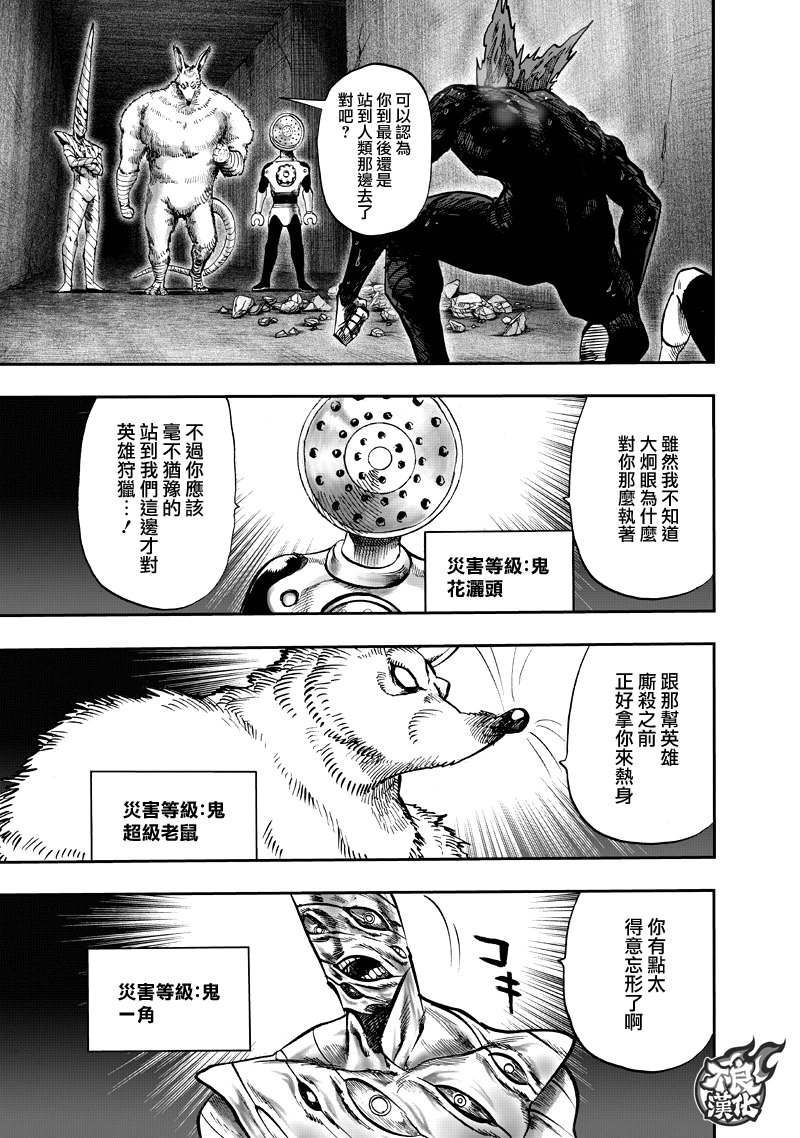 可以認為
你到最後還是
站到人類那邊去了
對吧?
雖然我不知道
大炯眼為什麼
對你那麼執著
不過你應該
毫不猶豫的
站到我們這邊才對
英雄狩獵…!
災害等級:鬼
花灑頭
跟那幫英雄
廝殺之前
正好拿你來熱身
災害等級:鬼
超級老鼠
你有點太
得意忘形了啊
コキ
災害等級:鬼
一角
大狼
漢化